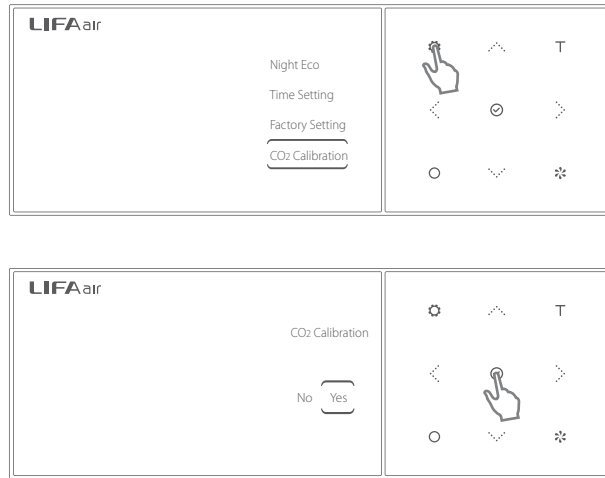 LIFAair
T
Night Eco
Time Setting
Factory Setting
CO2 Calibration
LIFAair
T
CO2 Calibration
No Yes